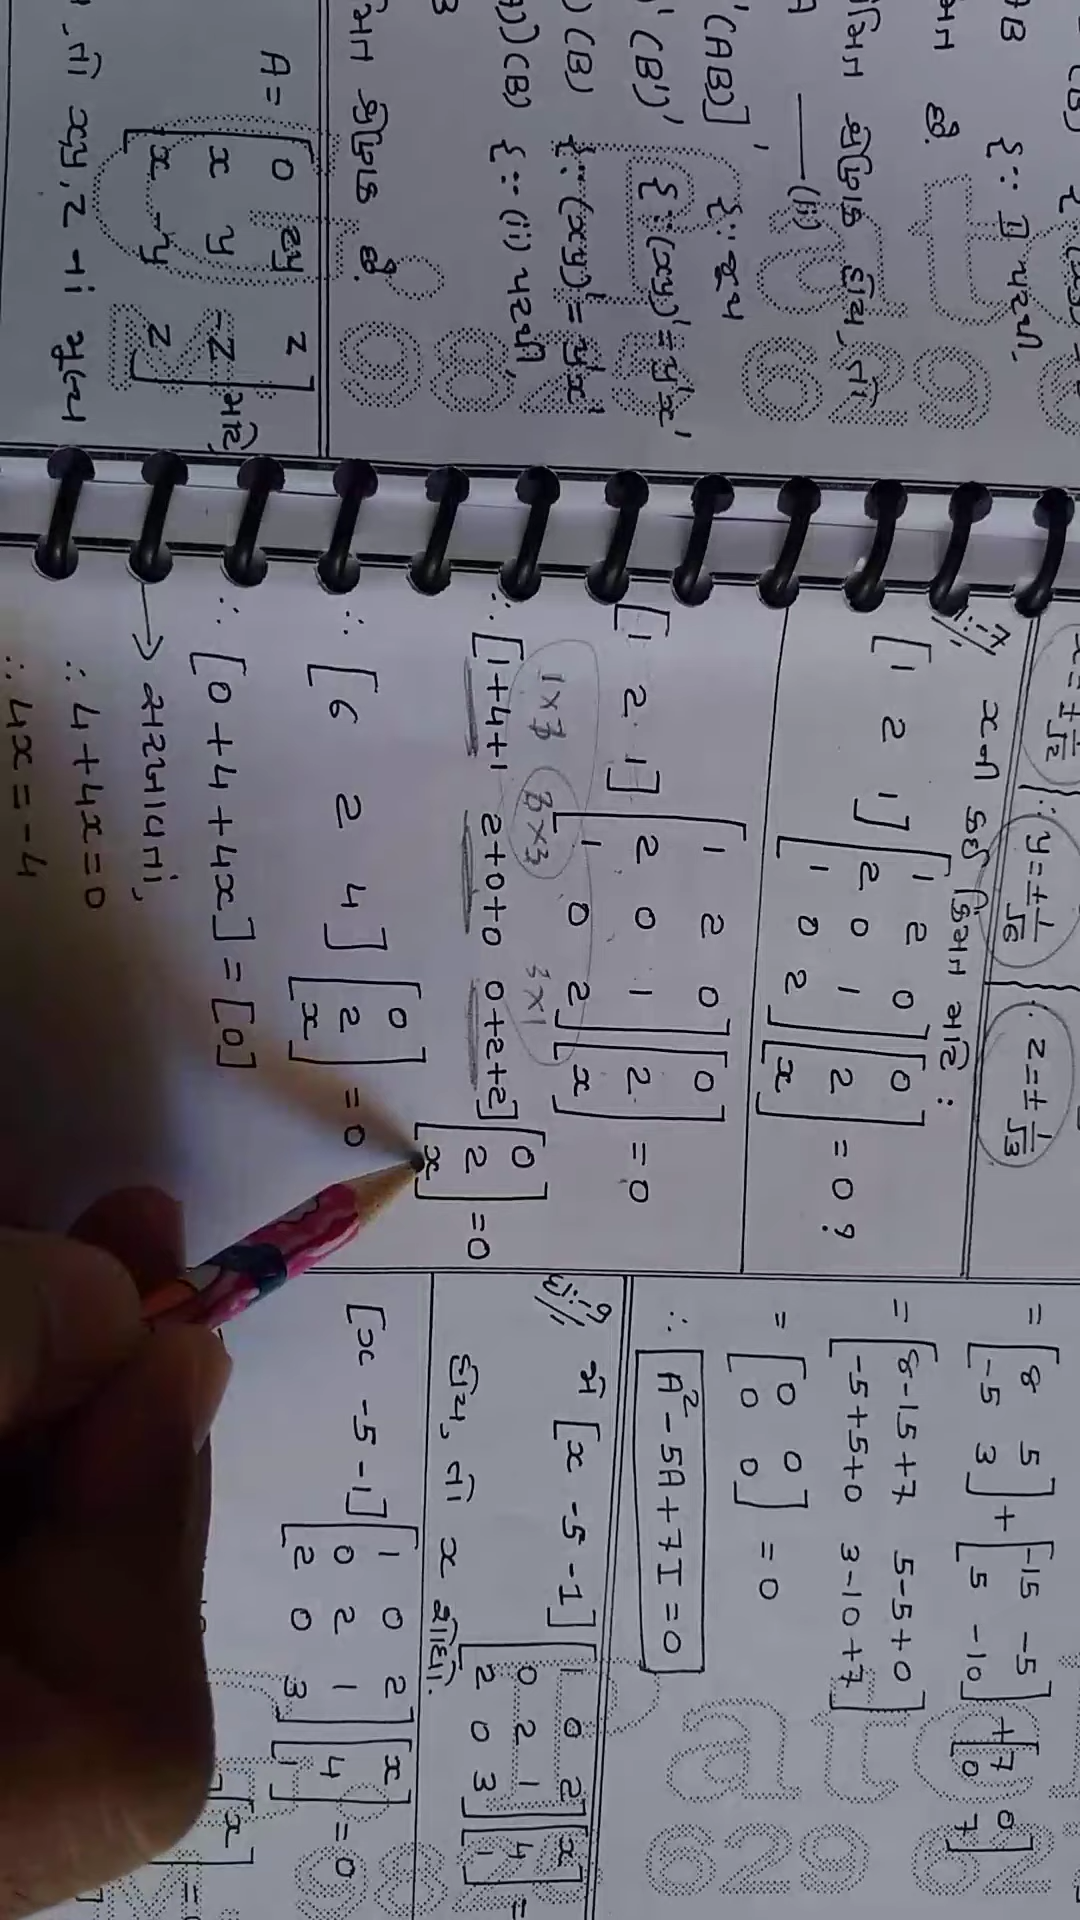 (ii)
'(AB)]'
'(B')' {∵ (xy)' = y'x'
)(B) {∵ (xy)' = y'x'
A')(B) {∵ (ii) પરથી,
A = [0 2y z
x y -z
x -y z] માટે,
y = ±1/√6
z = ±1/√3
x ની કઈ કિંમત માટે :
[1 2 1] [1 2 0
2 0 1
1 0 2] [0
2
x] = 0 ?
[1 2 1] [1 2 0
2 0 1
1 0 2] [0
2
x] = 0
1×3 3×3 3×1
∴ [1+4+1 2+0+0 0+2+2] [0
2
x] = 0
∴ [6 2 4] [0
2
x] = 0
∴ [0+4+4x] = [0]
→ સરખાવતાં,
∴ 4+4x=0
∴ 4x = -4
= [8 5
-5 3] + [-15 -5
5 -10] + [7 0
0 7]
= [8-15+7 5-5+0
-5+5+0 3-10+7]
= [0 0
0 0] = 0
∴ A²-5A+7I=0
[x -5 -1] [1 0 2
0 2 1
2 0 3] [x
4
1] =
હોય, તો x શોધો.
[x -5 -1] [1 0 2
0 2 1
2 0 3] [x
4
1] = 0